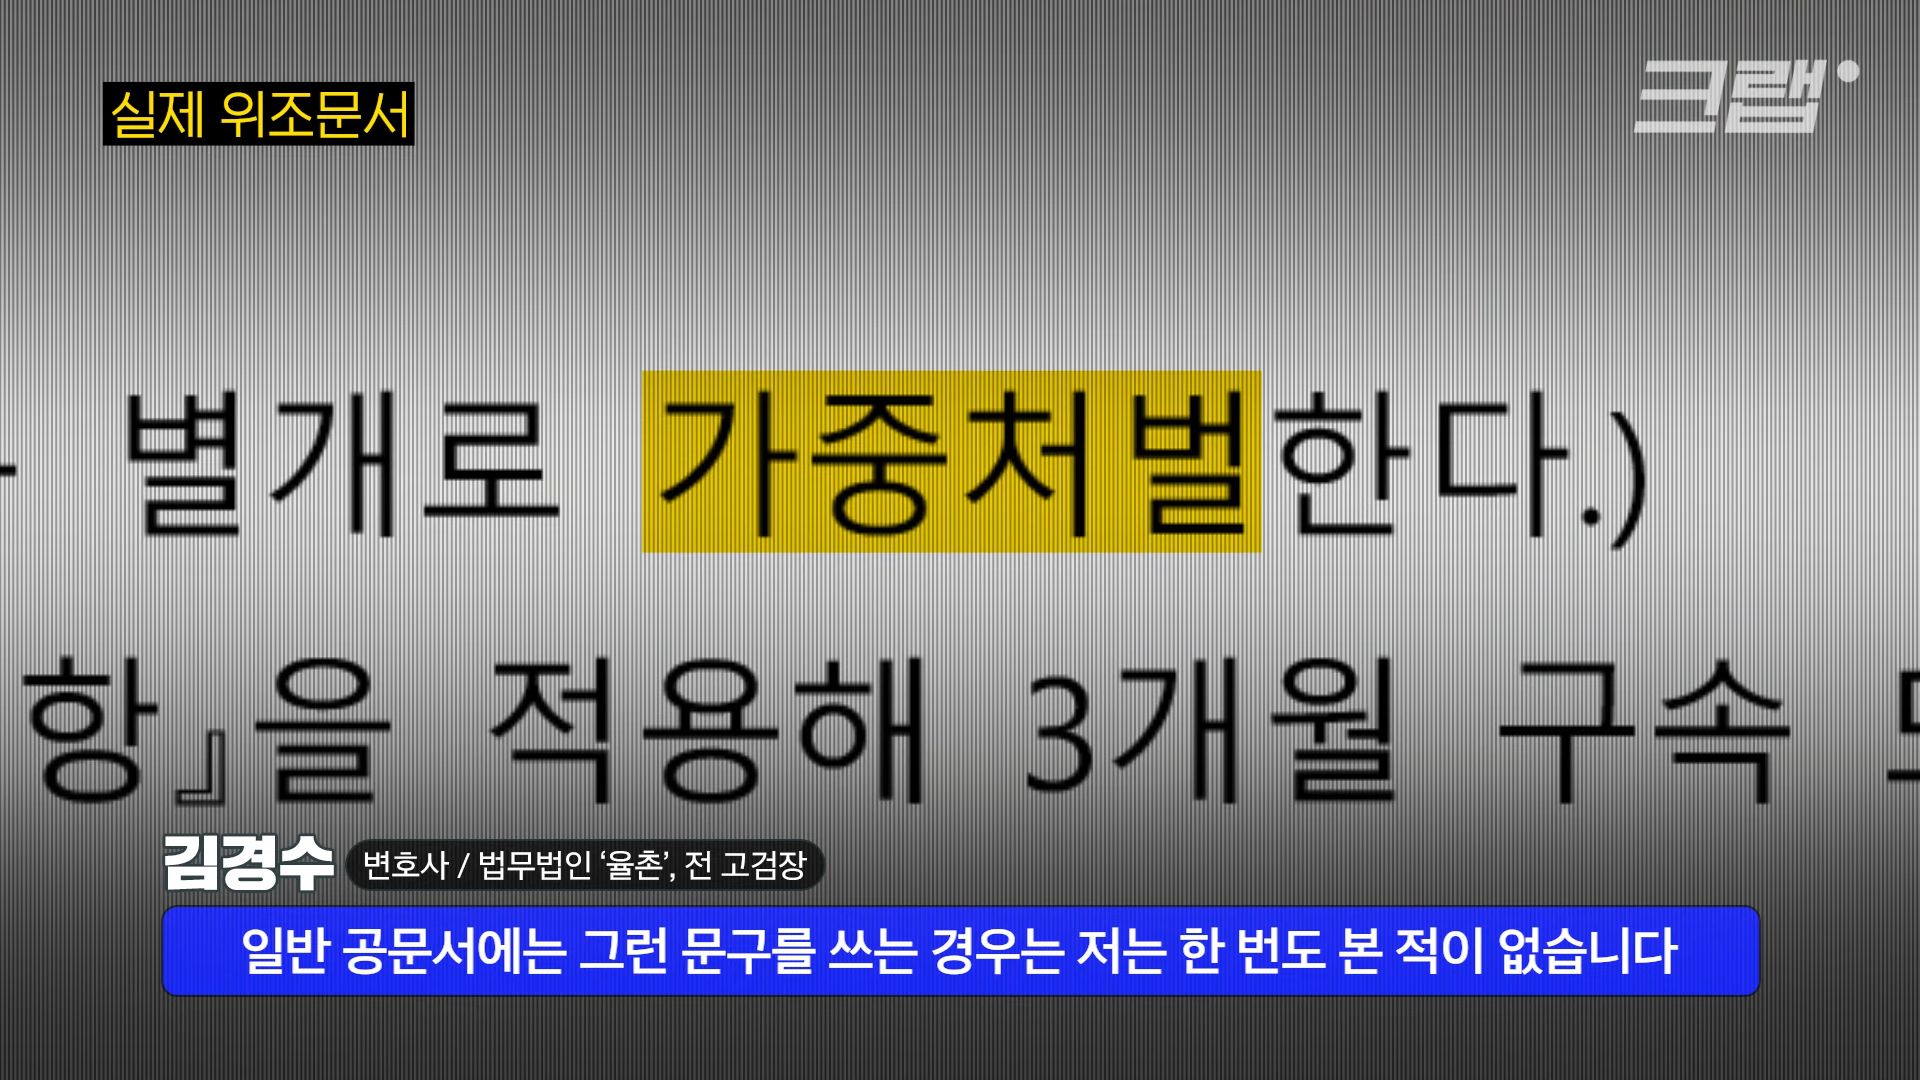 실제 위조문서
크랩
별개로 가중처벌한다.)
항』을 적용해 3개월 구속
김경수
변호사 / 법무법인 ‘율촌’, 전 고검장
일반 공문서에는 그런 문구를 쓰는 경우는 저는 한 번도 본 적이 없습니다